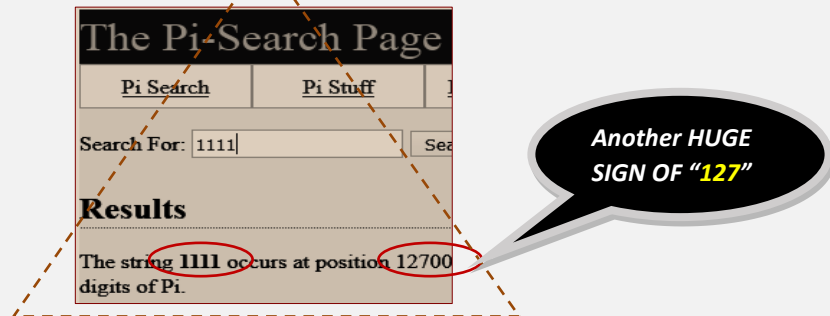 The Pi-Search Page
Pi Search Pi Stuff
Search For: 1111
Results
The string 1111 occurs at position 12700
digits of Pi.
Another HUGE
SIGN OF “127”